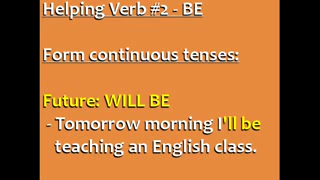 Helping Verb #2 - BE
Form continuous tenses:
Future: WILL BE
- Tomorrow morning I'll be
teaching an English class.